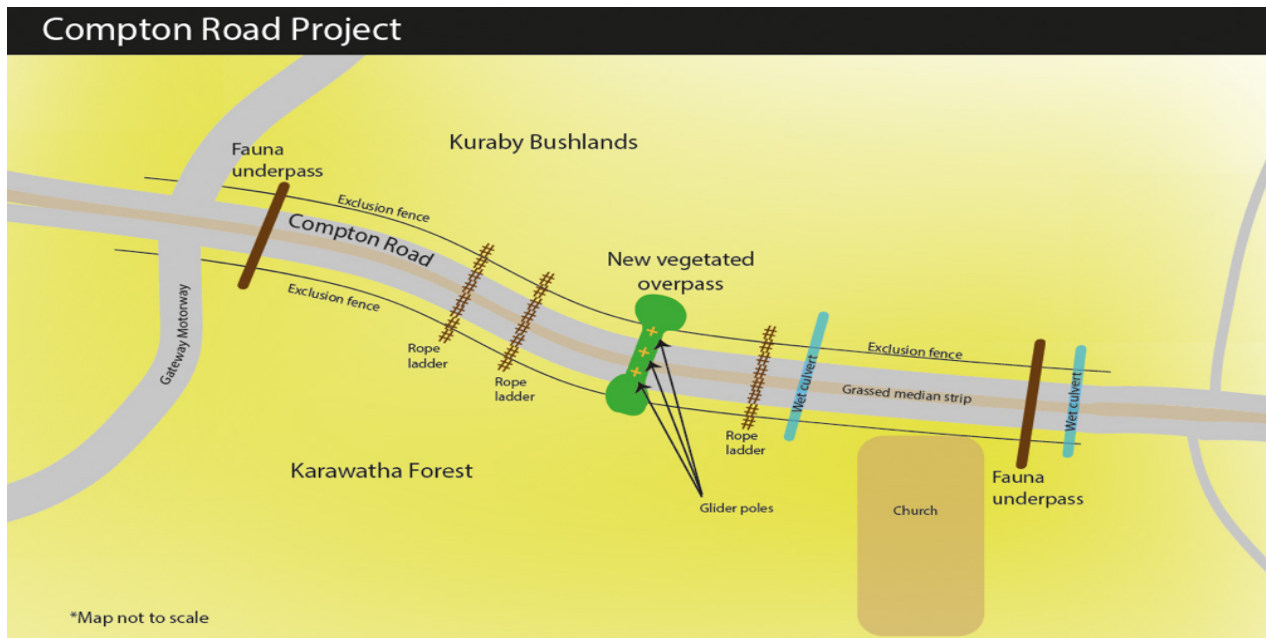 Compton Road Project
Kuraby Bushlands
Fauna
underpass
Exclusion fence
Compton Road
New vegetated
overpass
Exclusion fence
Gateway Motorway
Rope
ladder
Rope
ladder
Exclusion fence
Wet culvert
Grassed median strip
Wet culvert
Rope
ladder
Karawatha Forest
Fauna
underpass
Glider poles
Church
*Map not to scale